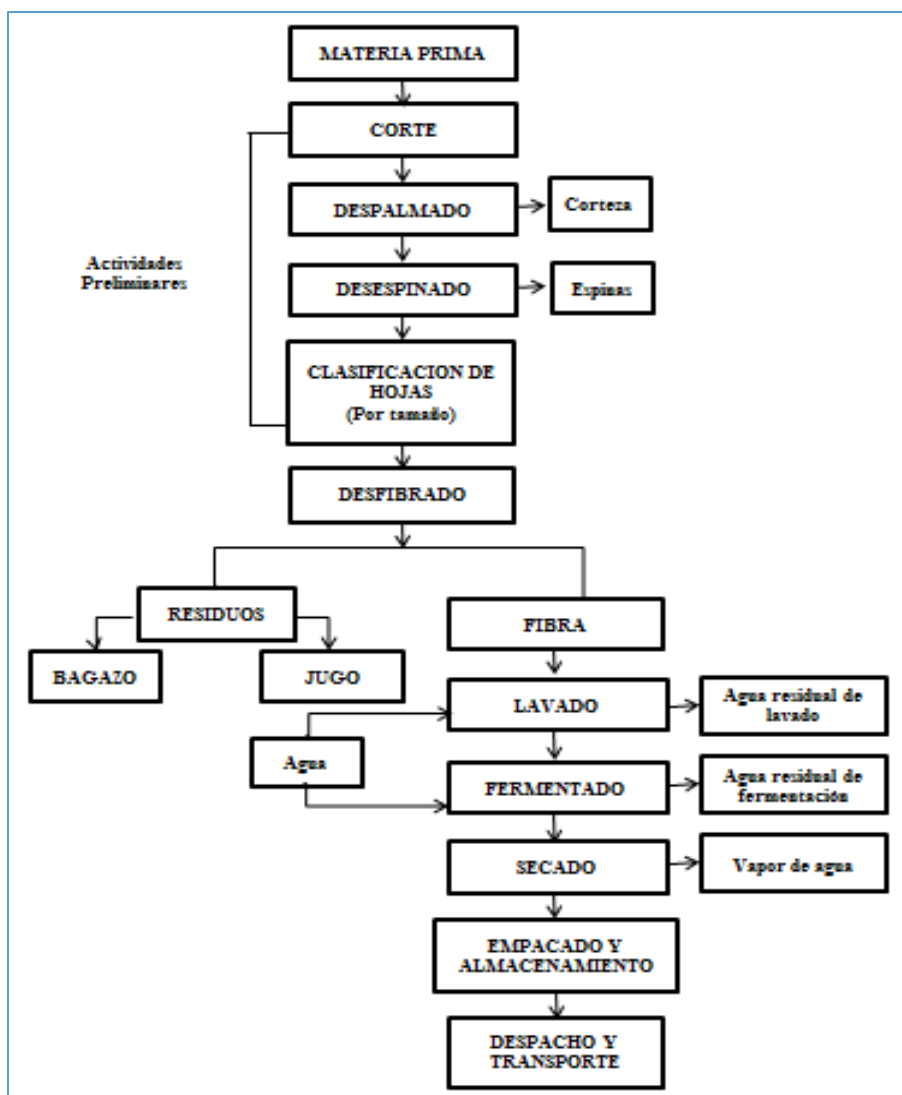 MATERIA PRIMA
CORTE
DESPALMADO
Corteza
Actividades
Preliminares
DESESPINADO
Espinas
CLASIFICACION DE
HOJAS
(Por tamaño)
DESFIBRADO
RESIDUOS
FIBRA
BAGAZO
JUGO
LAVADO
Agua residual de
lavado
Agua
FERMENTADO
Agua residual de
fermentación
SECADO
Vapor de agua
EMPACADO Y
ALMACENAMIENTO
DESPACHO Y
TRANSPORTE